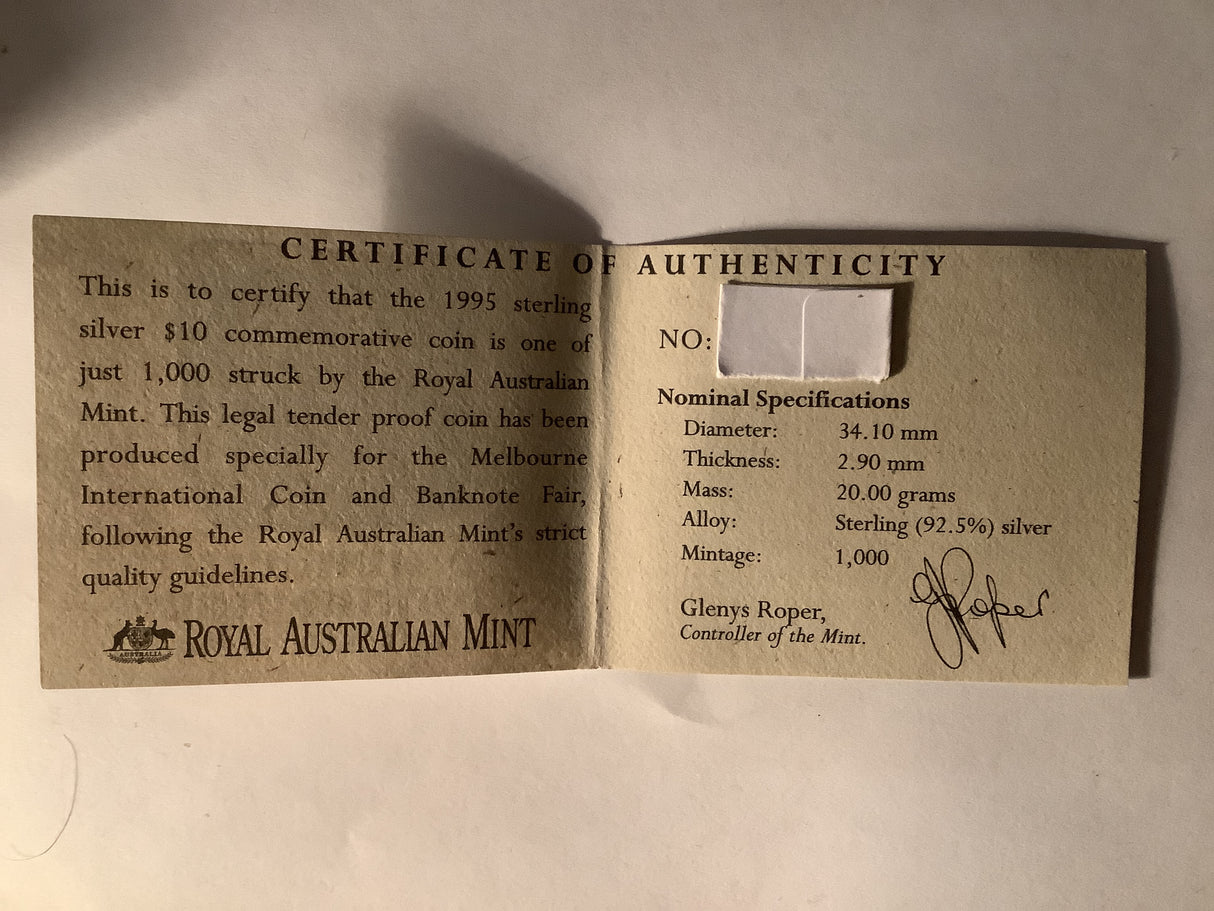 CERTIFICATE OF AUTHENTICITY
This is to certify that the 1995 sterling
silver $10 commemorative coin is one of
just 1,000 struck by the Royal Australian
Mint. This legal tender proof coin has been
produced specially for the Melbourne
International Coin and Banknote Fair,
following the Royal Australian Mint's strict
quality guidelines.
AUSTRALIA
ROYAL AUSTRALIAN MINT
NO:
Nominal Specifications
Diameter: 34.10 mm
Thickness: 2.90 mm
Mass: 20.00 grams
Alloy: Sterling (92.5%) silver
Mintage: 1,000
GRoper
Glenys Roper,
Controller of the Mint.